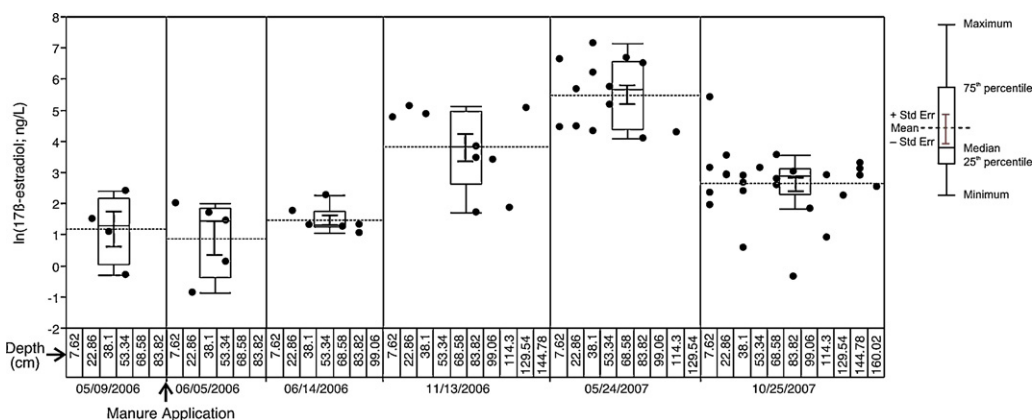 ln(17β-estradiol; ng/L)
8
7
6
5
4
3
2
1
0
-1
-2
Maximum
75th percentile
+ Std Err
Mean
– Std Err
Median
25th percentile
Minimum
Depth (cm)
7.62 22.86 38.1 53.34 68.58 83.82
7.62 22.86 38.1 53.34 68.58 83.82
7.62 22.86 38.1 53.34 68.58 83.82 99.06
7.62 22.86 38.1 53.34 68.58 83.82 99.06 114.3 129.54 144.78
7.62 22.86 38.1 53.34 68.58 83.82 99.06 114.3 129.54
7.62 22.86 38.1 53.34 68.58 83.82 99.06 114.3 129.54 144.78 160.02
05/09/2006 06/05/2006 06/14/2006 11/13/2006 05/24/2007 10/25/2007
Manure Application